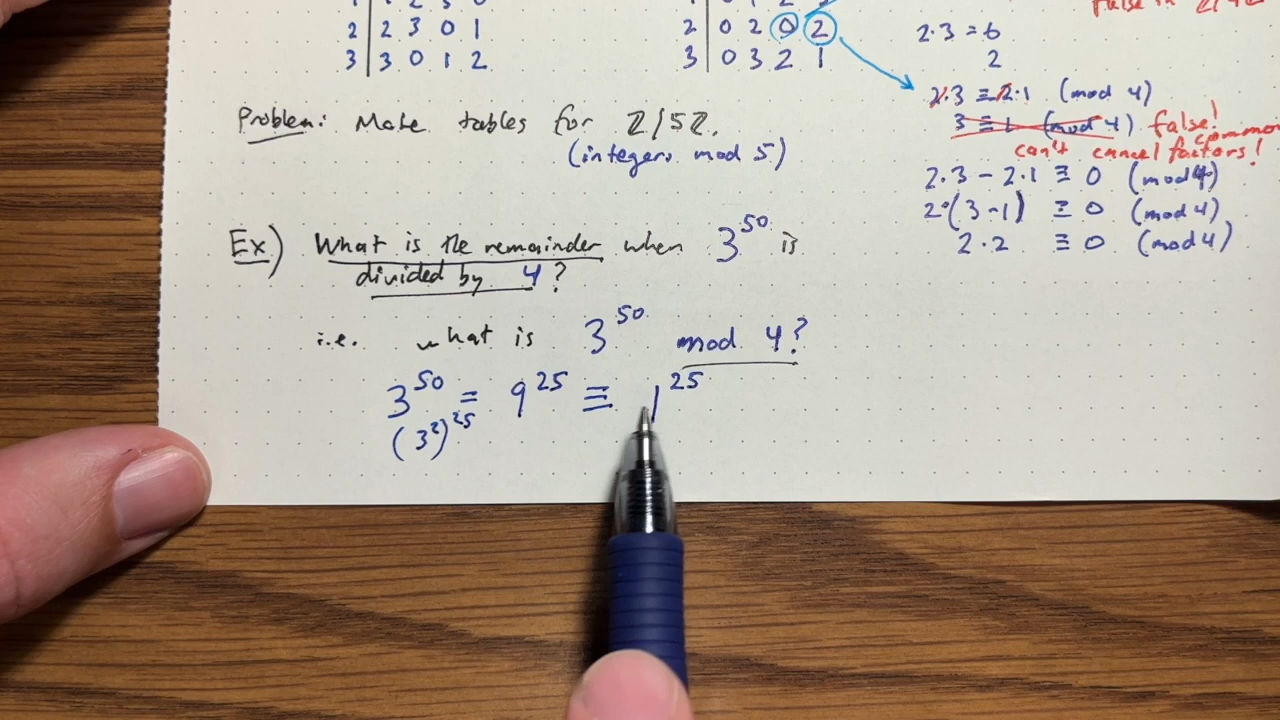 2 | 2 3 0 1
3 | 3 0 1 2
2 | 0 2 0 2
3 | 0 3 2 1
Problem: Make tables for Z/5Z.
(integers mod 5)
Ex) What is the remainder when 3^50 is
divided by 4?
i.e. what is 3^50 mod 4?
3^50 = 9^25 ≡ 1^25
(3^2)^25
false in
2·3 = 6
2
2·3 ≡ 2·1 (mod 4)
3 ≡ 1 (mod 4) false!
can't cancel common factors!
2·3 - 2·1 ≡ 0 (mod 4)
2·(3-1) ≡ 0 (mod 4)
2·2 ≡ 0 (mod 4)